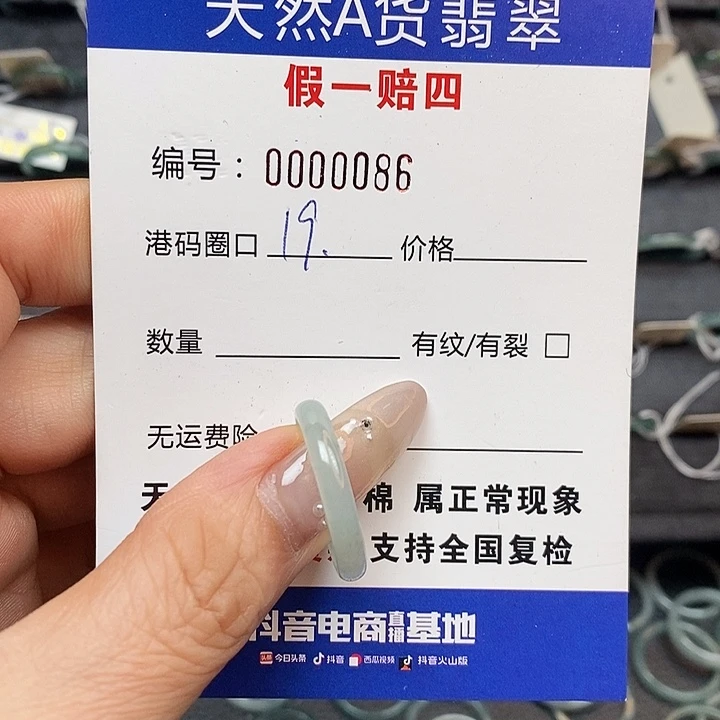 天然A货翡翠
假一赔四
编号：0000086
港码圈口 19. 价格
数量 有纹/有裂 □
无运费险
棉 属正常现象
支持全国复检
抖音电商直播基地
今日头条 抖音 西瓜视频 抖音火山版